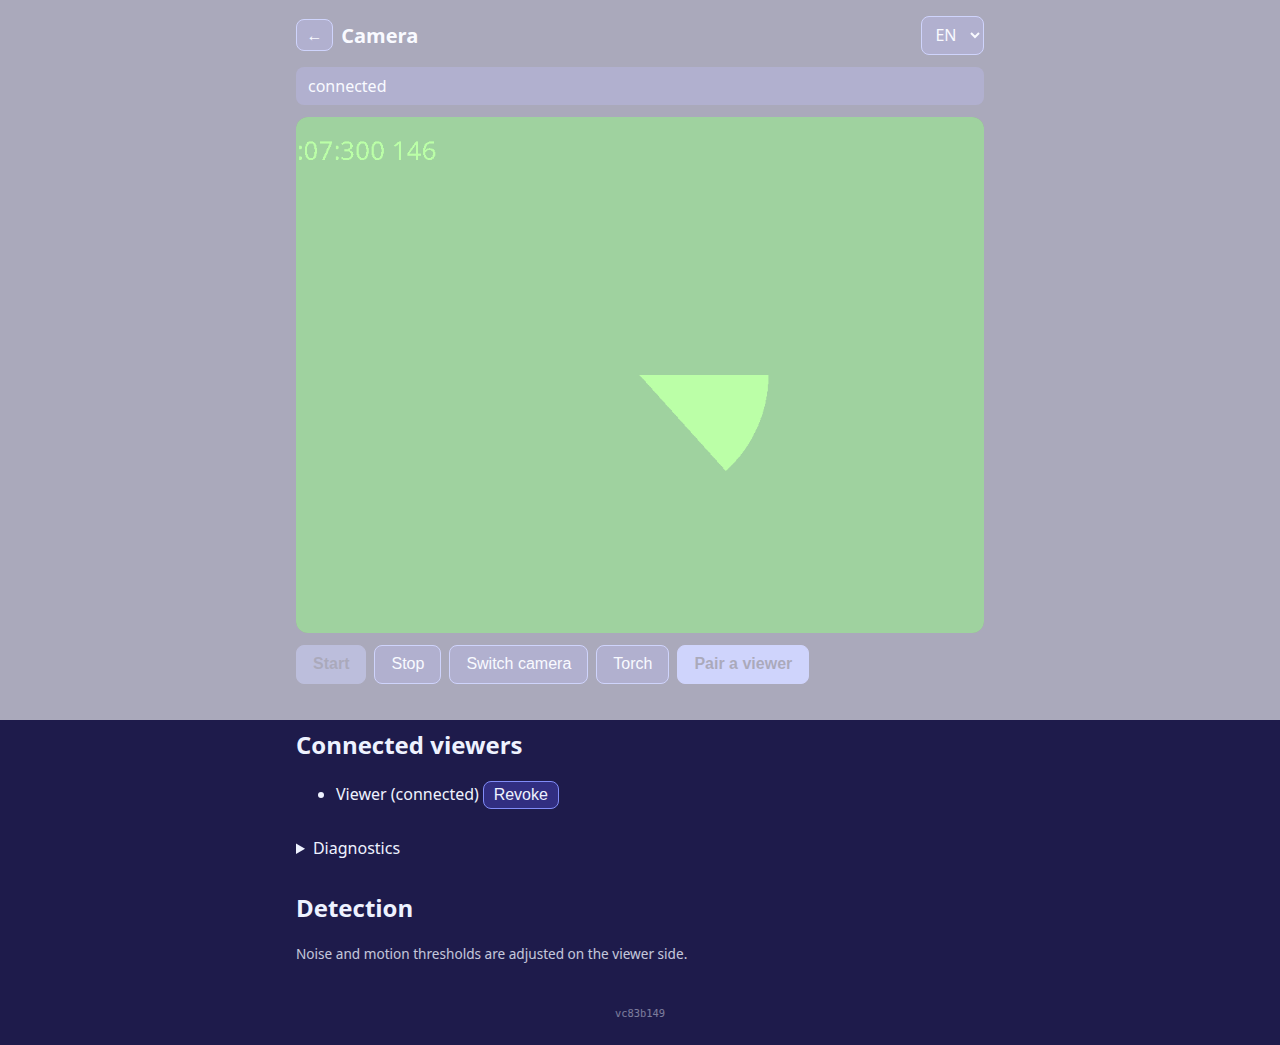 ← Camera EN
connected
:07:300 146
Start Stop Switch camera Torch Pair a viewer
Connected viewers
Viewer (connected) Revoke
Diagnostics
Detection
Noise and motion thresholds are adjusted on the viewer side.
vc83b149